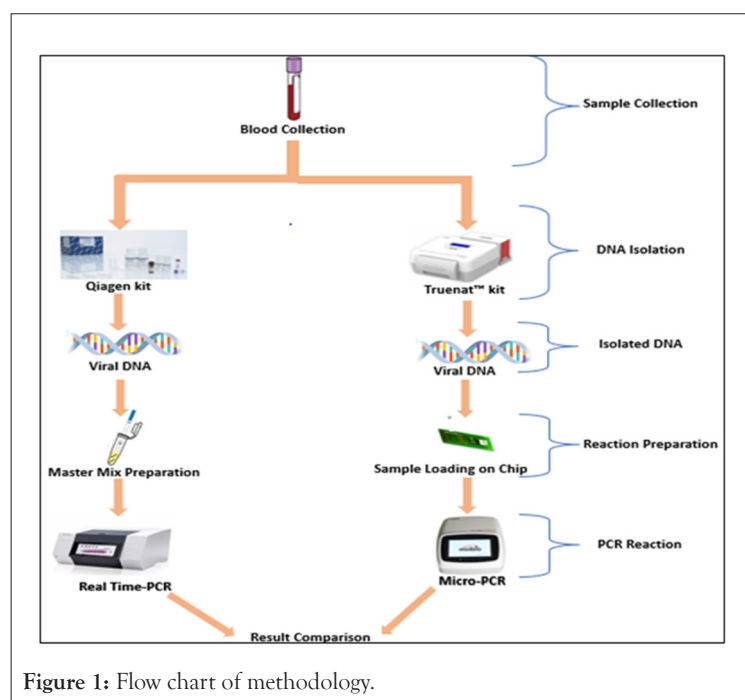 Sample Collection
Blood Collection
DNA Isolation
Qiagen kit
Truenat™ kit
Isolated DNA
Viral DNA
Viral DNA
Reaction Preparation
Master Mix Preparation
Sample Loading on Chip
PCR Reaction
Real Time-PCR
Micro-PCR
Result Comparison
Figure 1: Flow chart of methodology.